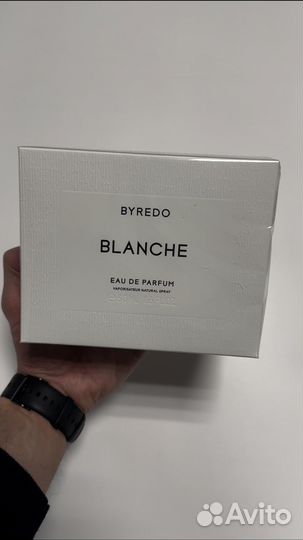 BYREDO
BLANCHE
EAU DE PARFUM
VAPORISATEUR NATURAL SPRAY
Avito